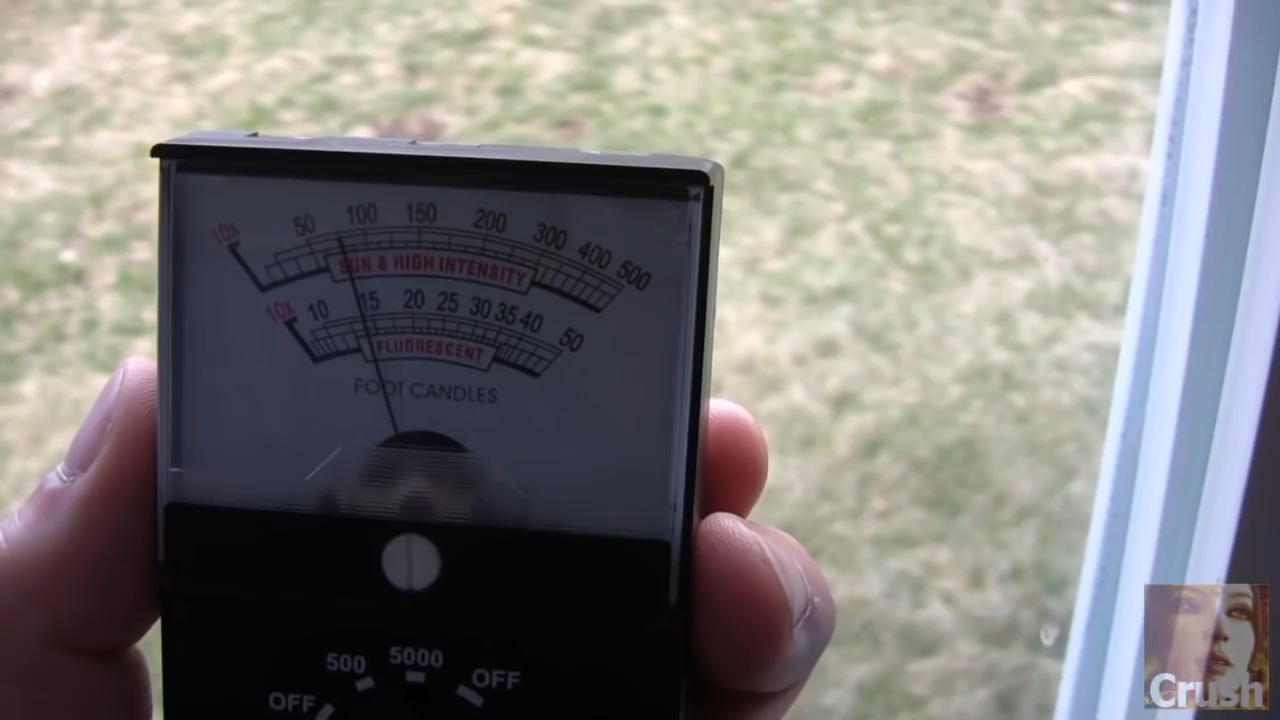 10x 50 100 150 200 300 400 500
SUN & HIGH INTENSITY
10x 10 15 20 25 30 35 40 50
FLUORESCENT
FOOT CANDLES
OFF 500 5000 OFF
Crush